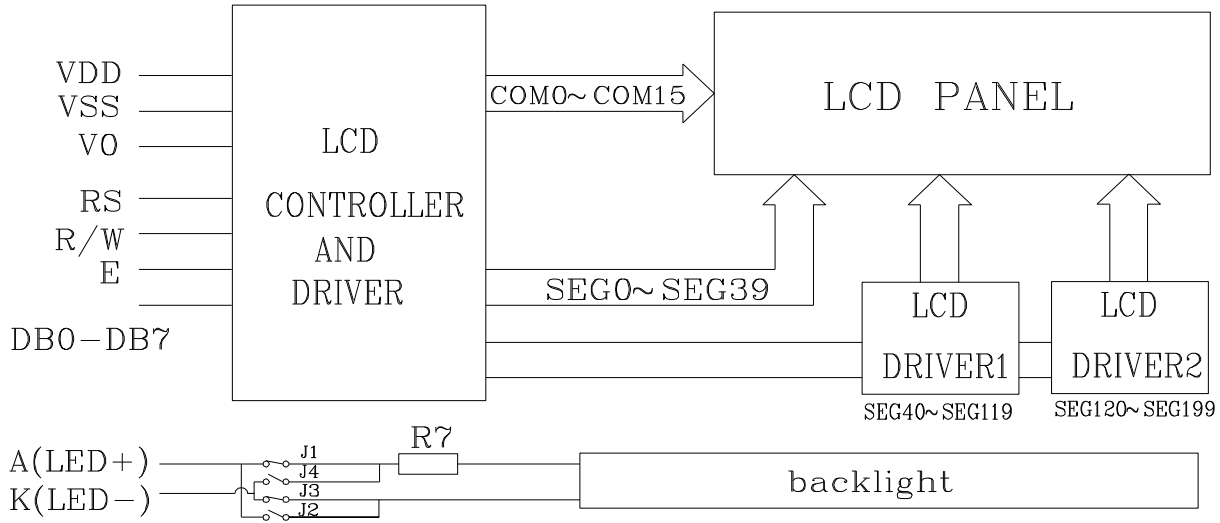 VDD
VSS
VO
RS
R/W
E
DB0-DB7
LCD
CONTROLLER
AND
DRIVER
COM0~COM15
LCD PANEL
SEG0~SEG39
LCD
DRIVER1
SEG40~SEG119
LCD
DRIVER2
SEG120~SEG199
A(LED+)
K(LED-)
J1
J4
J3
J2
R7
backlight